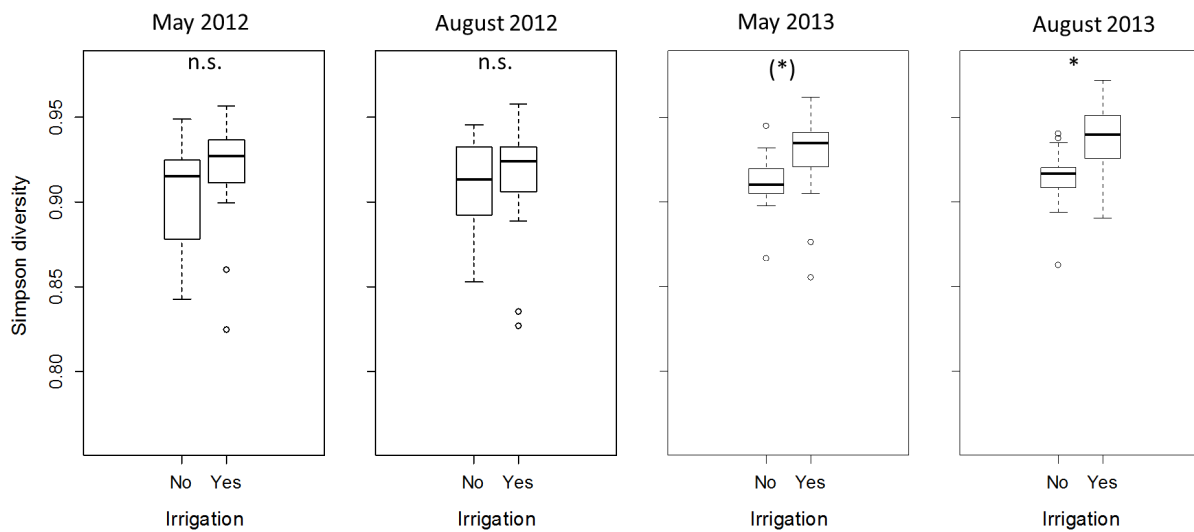 May 2012
August 2012
May 2013
August 2013
n.s.
n.s.
(*)
*
Simpson diversity
0.95
0.90
0.85
0.80
No Yes
No Yes
No Yes
No Yes
Irrigation
Irrigation
Irrigation
Irrigation